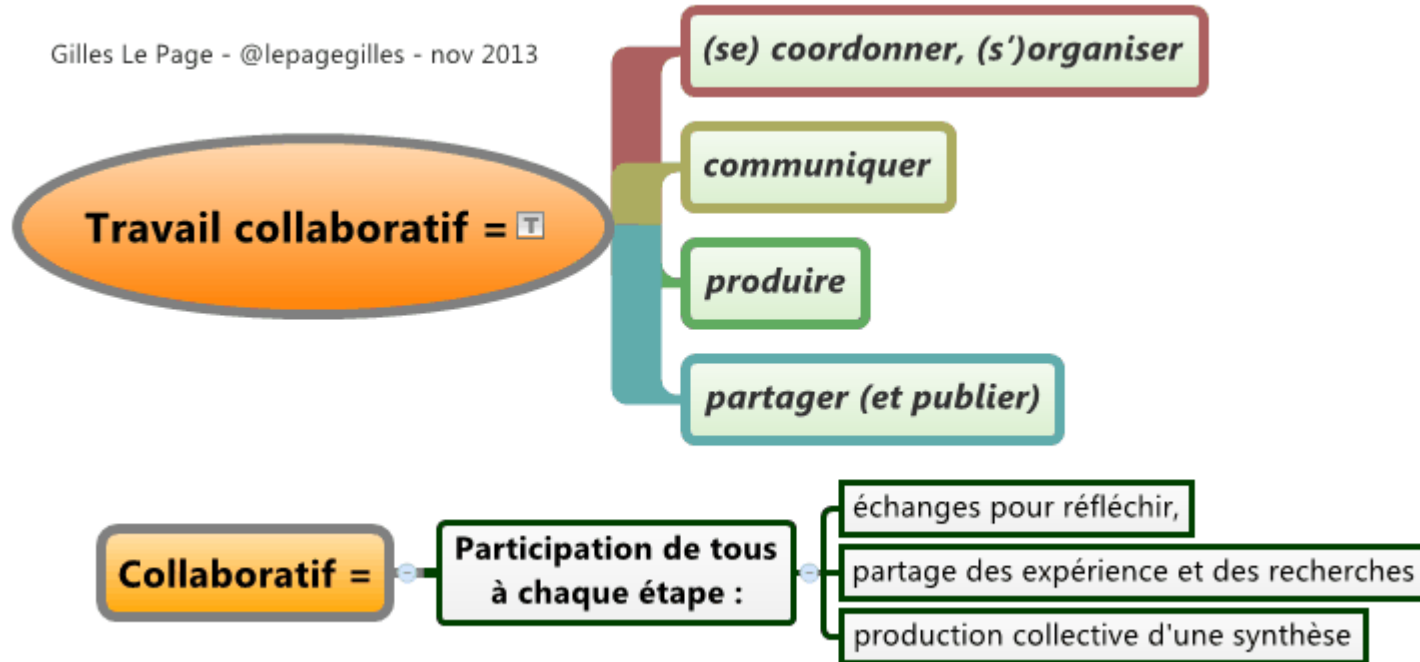 Gilles Le Page - @lepagegilles - nov 2013
(se) coordonner, (s')organiser
communiquer
Travail collaboratif = T
produire
partager (et publier)
Collaboratif =
Participation de tous
à chaque étape :
échanges pour réfléchir,
partage des expérience et des recherches
production collective d'une synthèse